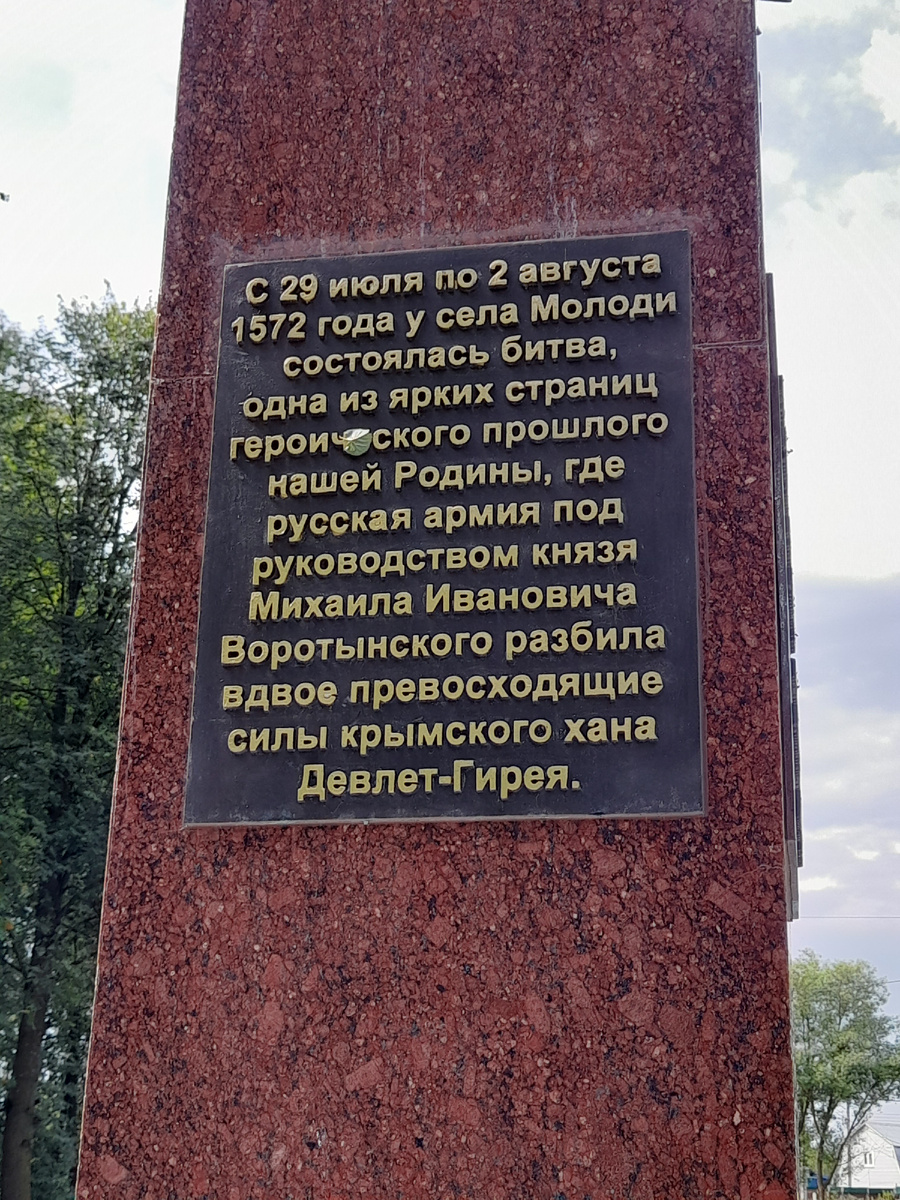 С 29 июля по 2 августа
1572 года у села Молоди
состоялась битва,
одна из ярких страниц
героического прошлого
нашей Родины, где
русская армия под
руководством князя
Михаила Ивановича
Воротынского разбила
вдвое превосходящие
силы крымского хана
Девлет-Гирея.